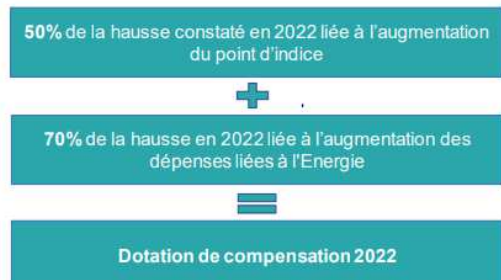 50% de la hausse constaté en 2022 liée à l'augmentation
du point d'indice
+
70% de la hausse en 2022 liée à l'augmentation des
dépenses liées à l'Energie
=
Dotation de compensation 2022